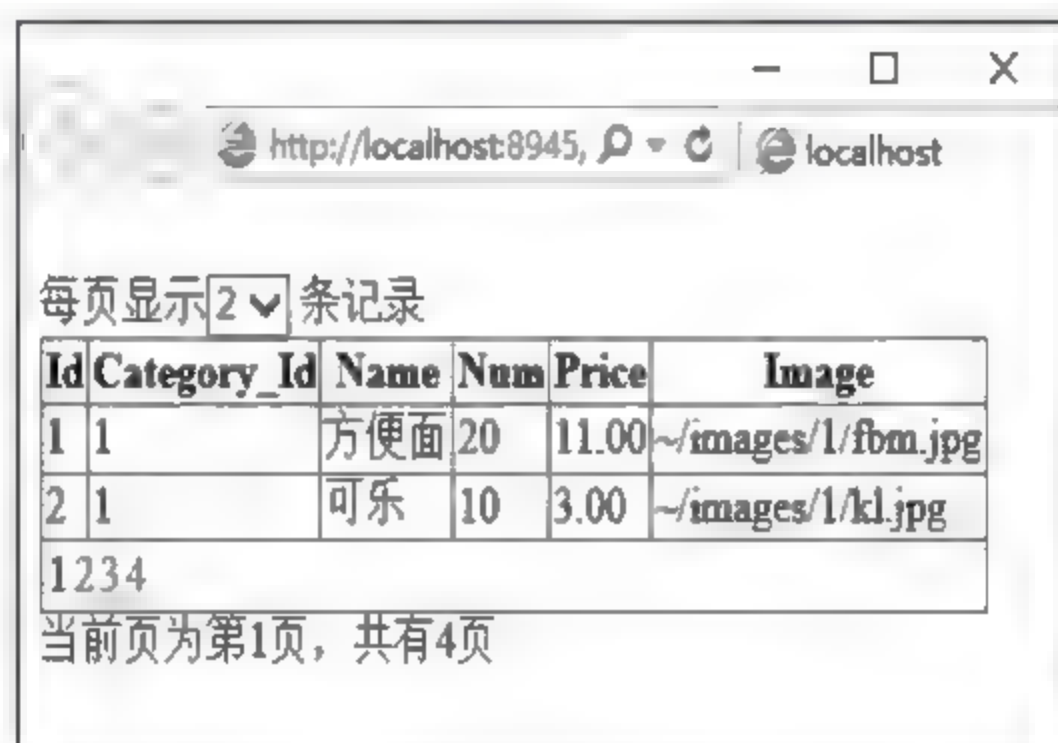 http://localhost:8945, localhost
每页显示 2 条记录
Id Category_Id Name Num Price Image
1 1 方便面 20 11.00 ~/images/1/fbm.jpg
2 1 可乐 10 3.00 ~/images/1/kl.jpg
1234
当前页为第1页，共有4页